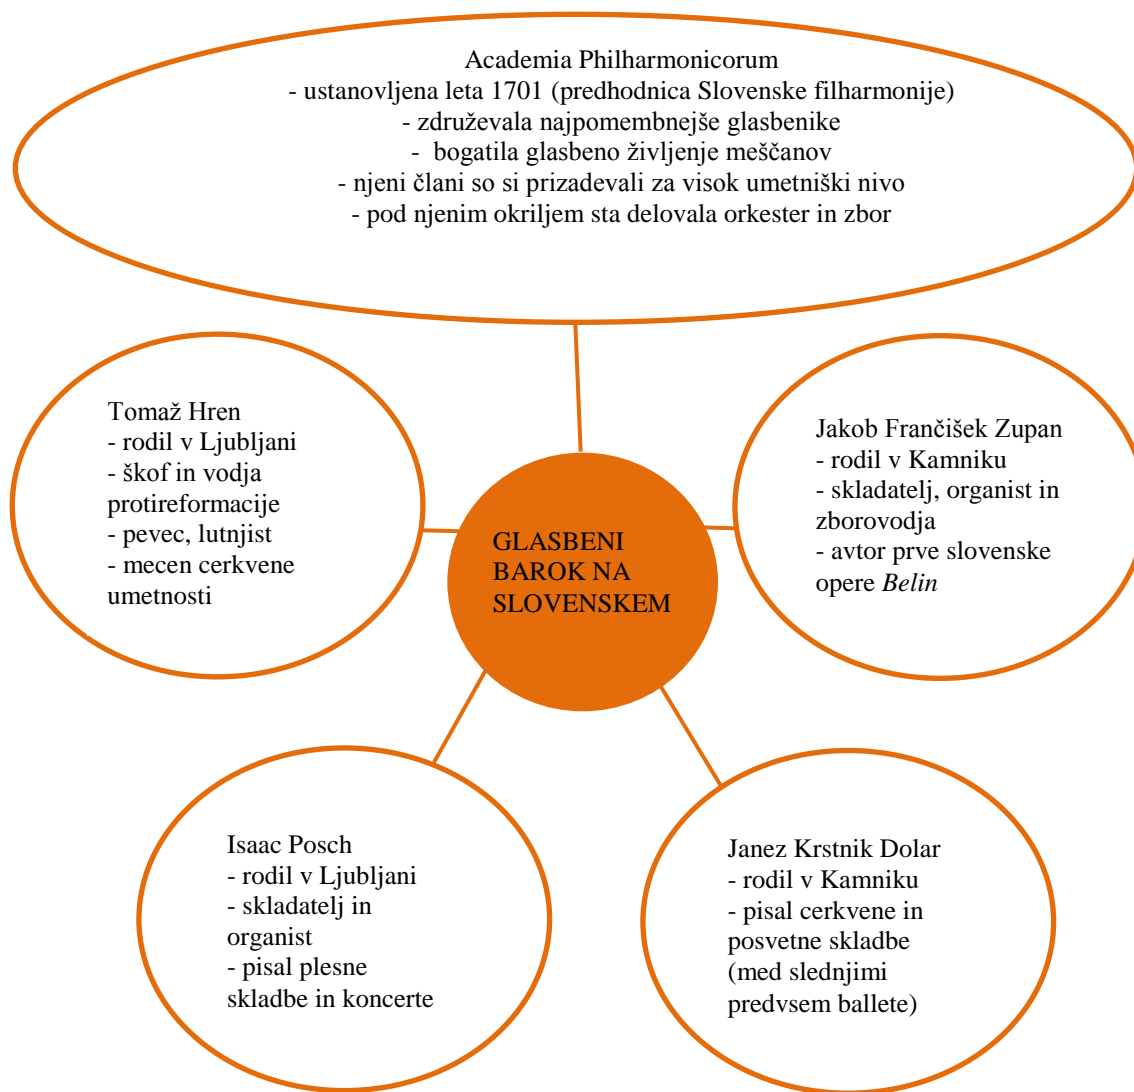 Academia Philharmonicorum
- ustanovljena leta 1701 (predhodnica Slovenske filharmonije)
- združevala najpomembnejše glasbenike
- bogatila glasbeno življenje meščanov
- njeni člani so si prizadevali za visok umetniški nivo
- pod njenim okriljem sta delovala orkester in zbor
Tomaž Hren
- rodil v Ljubljani
- škof in vodja
protireformacije
- pevec, lutnjist
- mecen cerkvene
umetnosti
Jakob Frančišek Zupan
- rodil v Kamniku
- skladatelj, organist in
zborovodja
- avtor prve slovenske
opere Belin
GLASBENI
BAROK NA
SLOVENSKEM
Isaac Posch
- rodil v Ljubljani
- skladatelj in
organist
- pisal plesne
skladbe in koncerte
Janez Krstnik Dolar
- rodil v Kamniku
- pisal cerkvene in
posvetne skladbe
(med slednjimi
predvsem ballete)